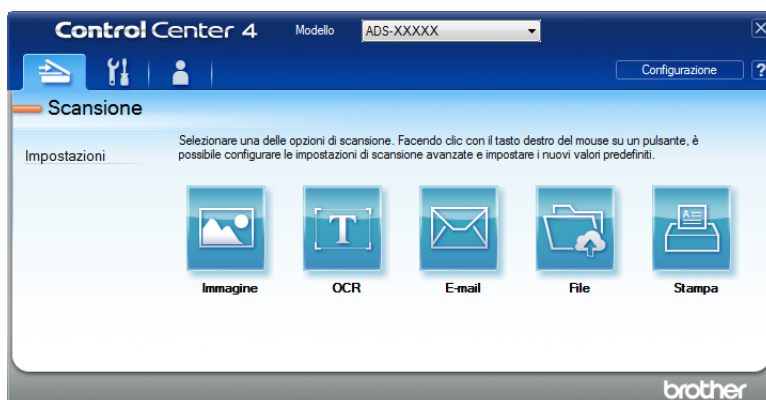 Control Center 4
Modello
ADS-XXXXX
Configurazione
?
Scansione
Impostazioni
Selezionare una delle opzioni di scansione. Facendo clic con il tasto destro del mouse su un pulsante, è
possibile configurare le impostazioni di scansione avanzate e impostare i nuovi valori predefiniti.
T
A
Immagine
OCR
E-mail
File
Stampa
brother